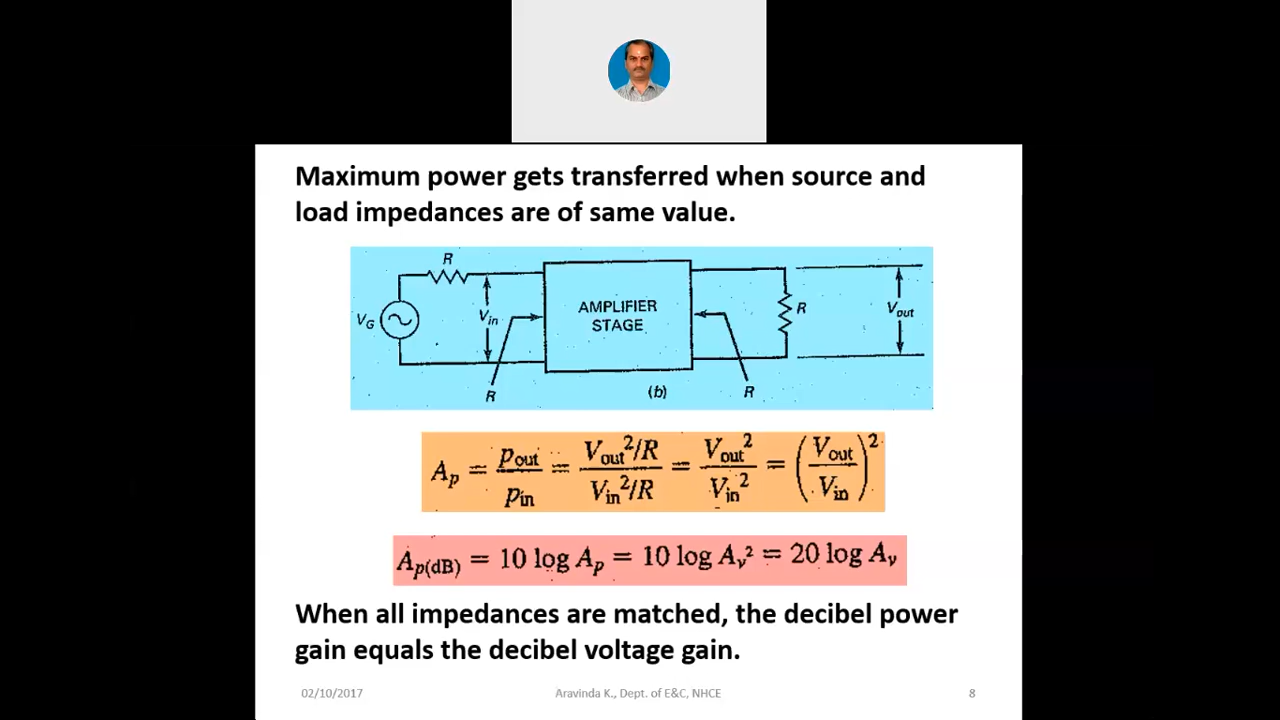 Maximum power gets transferred when source and
load impedances are of same value.
R
V_G
V_in
AMPLIFIER
STAGE
R
V_out
R
(b)
R
A_p = p_out/p_in = (V_out²/R)/(V_in²/R) = V_out²/V_in² = (V_out/V_in)²
A_p(dB) = 10 log A_p = 10 log A_v² = 20 log A_v
When all impedances are matched, the decibel power
gain equals the decibel voltage gain.
02/10/2017
Aravinda K., Dept. of E&C, NHCE
8